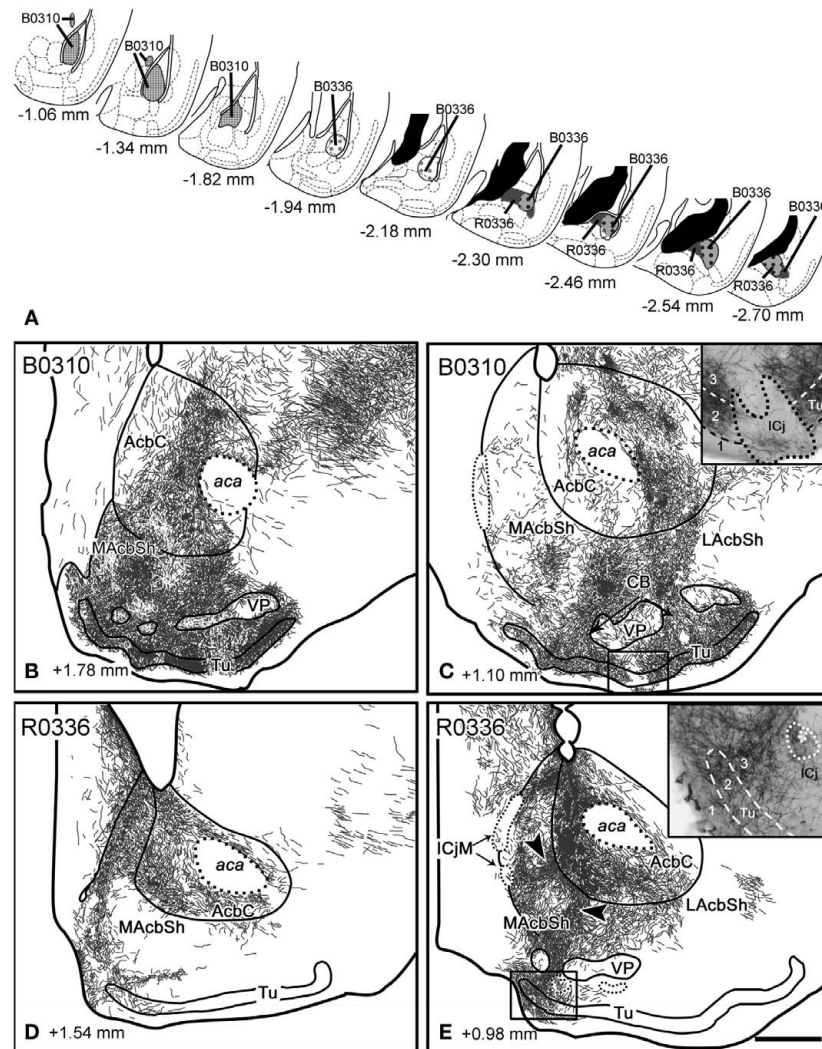 B0310
-1.06 mm
B0310
-1.34 mm
B0310
-1.82 mm
B0336
-1.94 mm
B0336
-2.18 mm
B0336
R0336
-2.30 mm
B0336
R0336
-2.46 mm
B0336
R0336
-2.54 mm
B0336
R0336
-2.70 mm
A
B0310
AcbC
aca
MAcbSh
VP
Tu
B +1.78 mm
B0310
3
2
1
ICj
Tu
aca
AcbC
MAcbSh
LAcbSh
CB
VP
Tu
C +1.10 mm
R0336
aca
AcbC
MAcbSh
Tu
D +1.54 mm
R0336
3
2
1
Tu
ICj
ICjM
aca
AcbC
MAcbSh
LAcbSh
VP
Tu
E +0.98 mm